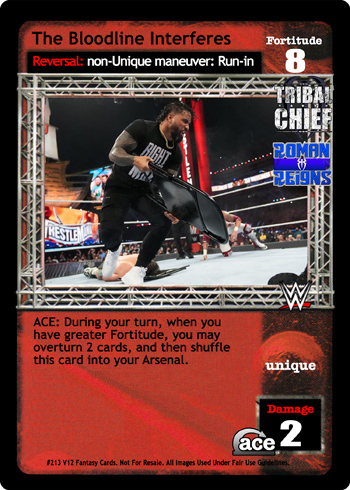 The Bloodline Interferes
Fortitude
8
Reversal: non-Unique maneuver: Run-in
TRIBAL
CHIEF
ROMAN
REIGNS
RIGHT
WRESTLEM
W
ACE: During your turn, when you
have greater Fortitude, you may
overturn 2 cards, and then shuffle
this card into your Arsenal.
unique
Damage
ace 2
#213 V12 Fantasy Cards. Not For Resale. All Images Used Under Fair Use Guidelines.